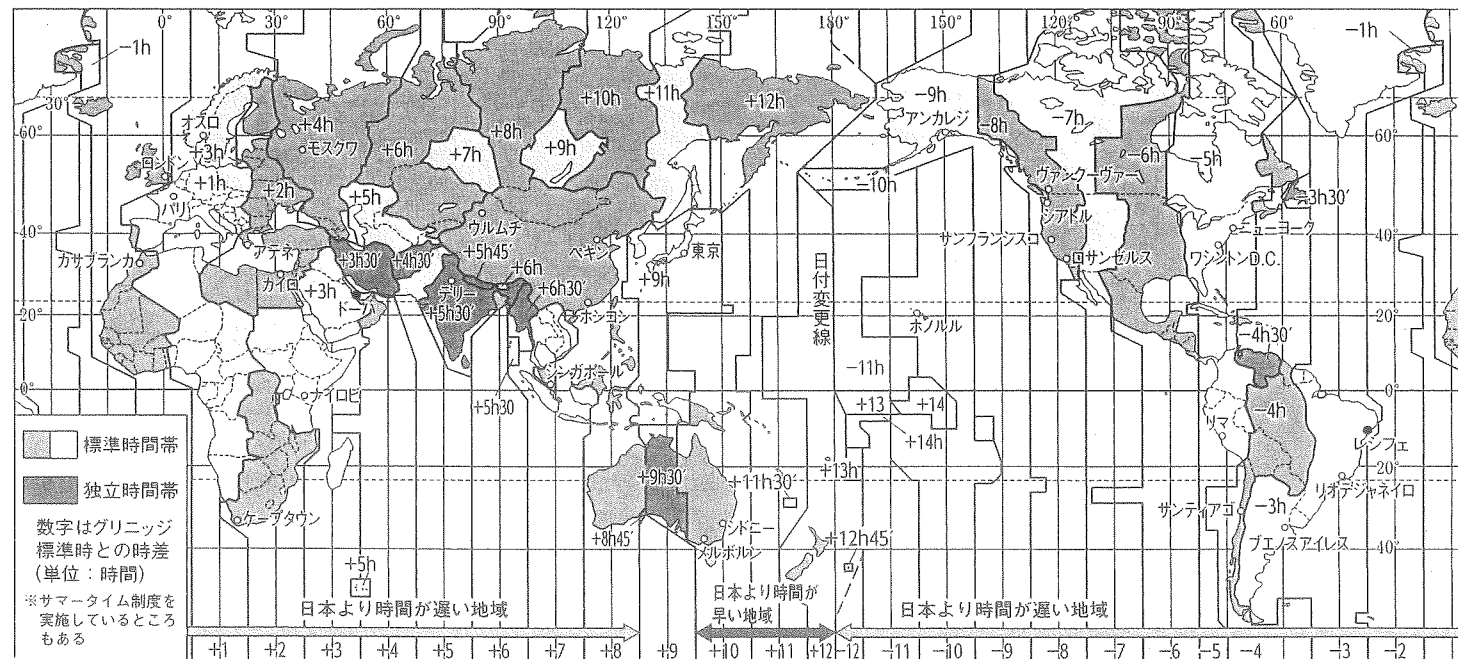 0° 30° 60° 90° 120° 150° 180° 150° 120° 90° 60°
-1h
+10h
+11h
+12h
-9h
アンカレジ
-8h
-7h
-1h
80°
60°
オスロ
+3h
+4h
モスクワ
+6h
+8h
+7h
+9h
-6h
-5h
60°
ロンドン
+1h
パリ
+2h
+5h
-10h
ヴァンクーヴァー
シアトル
-3h30′
40°
カサブランカ
アテネ
カイロ
+3h30′
+4h30′
ウルムチ
+5h45′
ペキン
東京
+9h
サンフランシスコ
ロサンゼルス
ニューヨーク
ワシントンD.C.
40°
+3h
ドーハ
デリー
+5h30′
+6h
+6h30′
ホンコン
日付変更線
ホノルル
20°
20°
-4h30′
シンガポール
+5h30
-11h
+13
+14
+14h
0°
ナイロビ
0°
-4h
リマ
レシフェ
標準時間帯
独立時間帯
数字はグリニッジ
標準時との時差
(単位：時間)
※サマータイム制度を
実施しているところ
もある
ケープタウン
+9h30′
+11h30′
+13h
20°
リオデジャネイロ
サンティアゴ
-3h
+8h45′
シドニー
メルボルン
+12h45′
ブエノスアイレス
40°
+5h
日本より時間が遅い地域
日本より時間が
早い地域
日本より時間が遅い地域
+1 +2 +3 +4 +5 +6 +7 +8 +9 +10 +11 +12 -12 -11 -10 -9 -8 -7 -6 -5 -4 -3 -2 -1